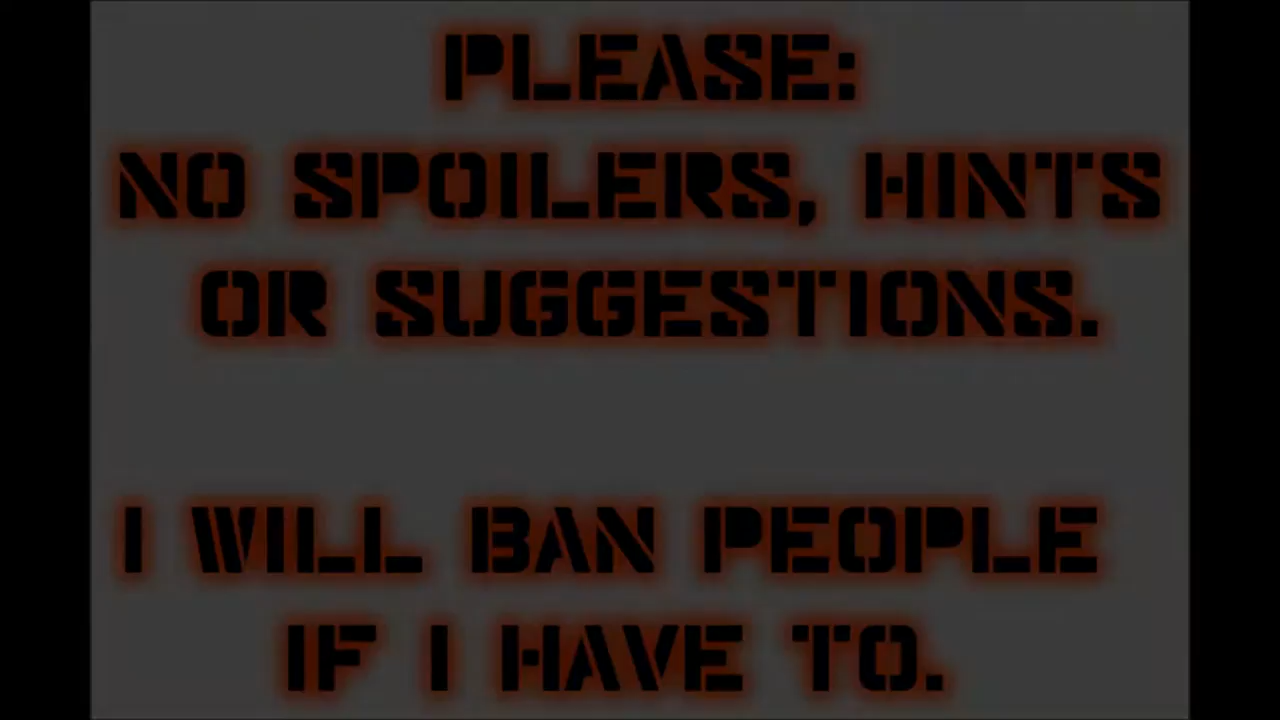 PLEASE:
NO SPOILERS, HINTS
OR SUGGESTIONS.
I WILL BAN PEOPLE
IF I HAVE TO.